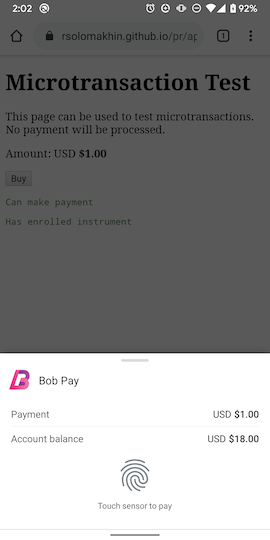 2:02 92%
rsolomakhin.github.io/pr/ap 1
Microtransaction Test
This page can be used to test microtransactions.
No payment will be processed.
Amount: USD $1.00
Buy
Can make payment
Has enrolled instrument
Bob Pay
Payment USD $1.00
Account balance USD $18.00
Touch sensor to pay